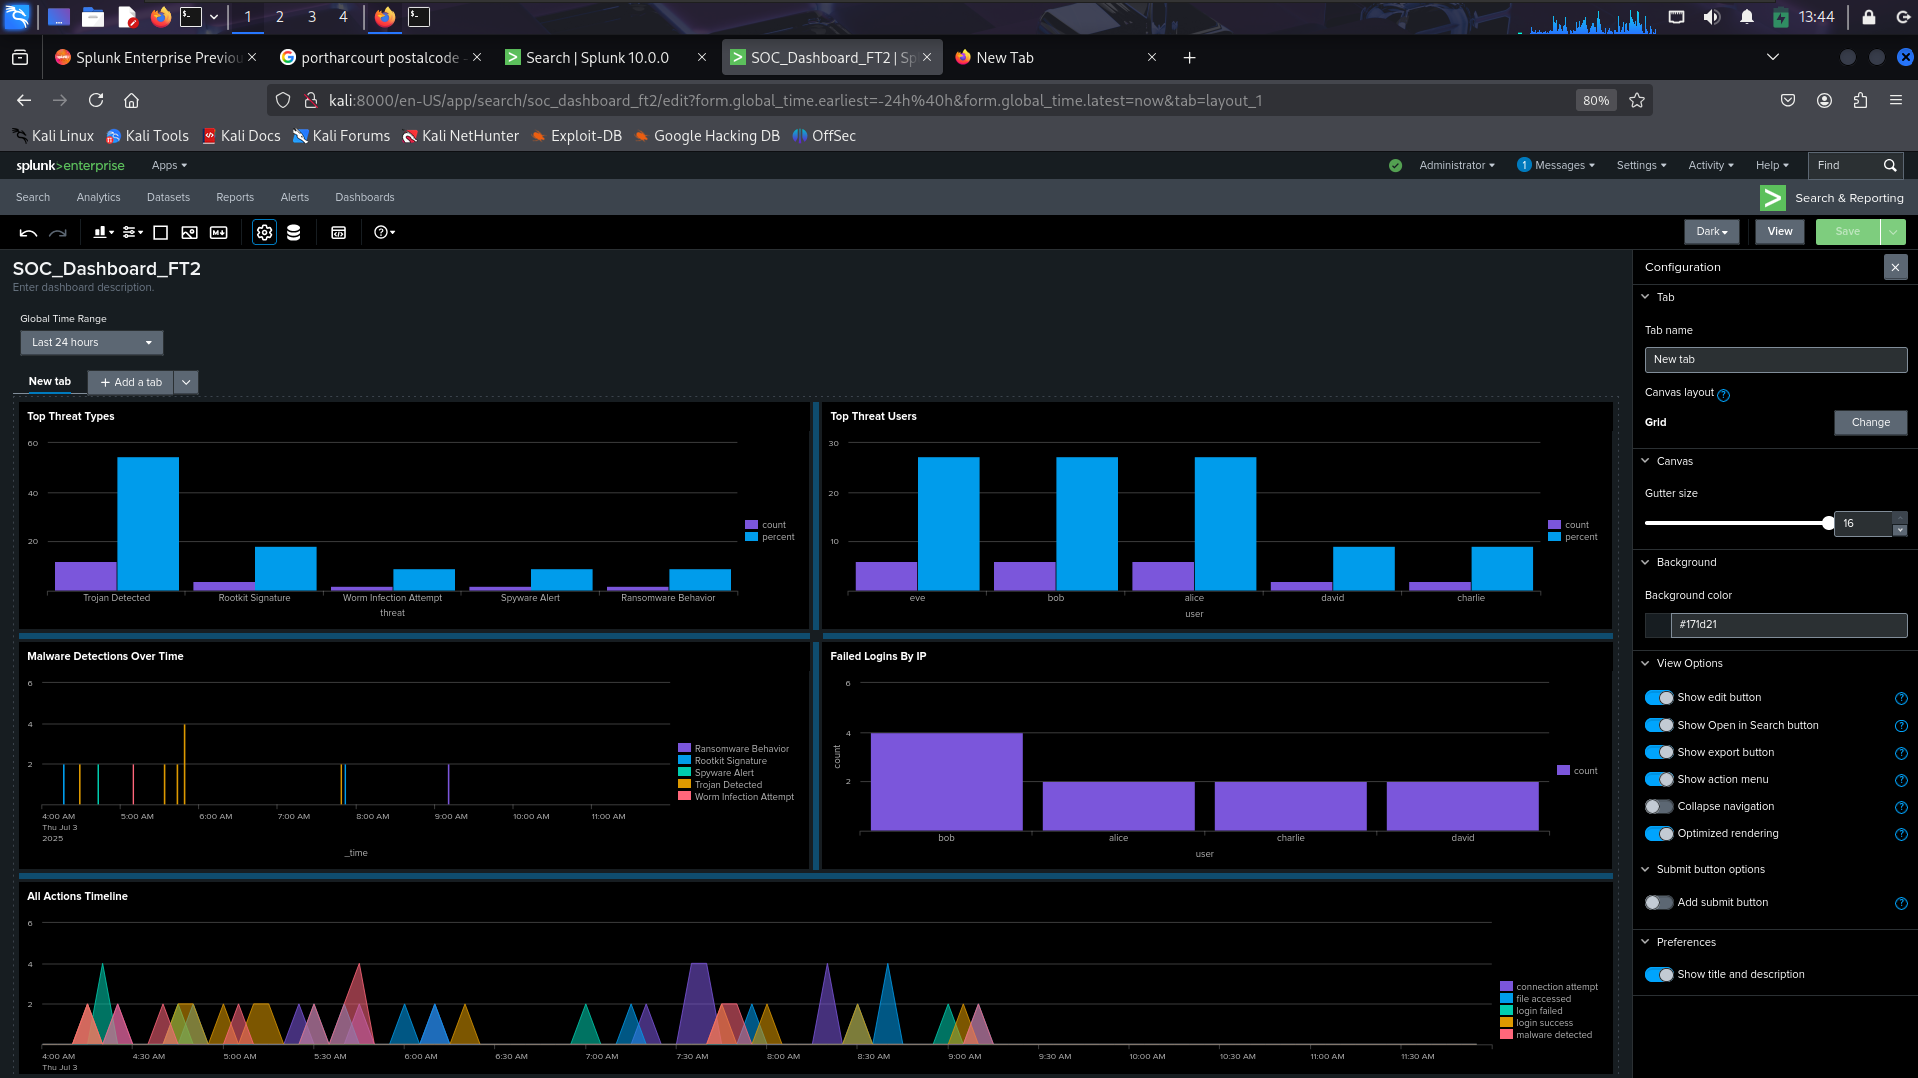 1 2 3 4 13:44
Splunk Enterprise Previou portharcourt postalcode - Search | Splunk 10.0.0 SOC_Dashboard_FT2 | Sp New Tab
kali:8000/en-US/app/search/soc_dashboard_ft2/edit?form.global_time.earliest=-24h%40h&form.global_time.latest=now&tab=layout_1 80%
Kali Linux Kali Tools Kali Docs Kali Forums Kali NetHunter Exploit-DB Google Hacking DB OffSec
splunk>enterprise Apps Administrator 1 Messages Settings Activity Help Find
Search Analytics Datasets Reports Alerts Dashboards Search & Reporting
Dark View Save
SOC_Dashboard_FT2
Enter dashboard description.
Global Time Range
Last 24 hours
New tab + Add a tab
Top Threat Types
60
40
20
Trojan Detected Rootkit Signature Worm Infection Attempt Spyware Alert Ransomware Behavior
threat
count
percent
Top Threat Users
30
20
10
eve bob alice david charlie
user
count
percent
Malware Detections Over Time
6
4
2
4:00 AM 5:00 AM 6:00 AM 7:00 AM 8:00 AM 9:00 AM 10:00 AM 11:00 AM
Thu Jul 3
2025
_time
Ransomware Behavior
Rootkit Signature
Spyware Alert
Trojan Detected
Worm Infection Attempt
Failed Logins By IP
6
4
2
count
bob alice charlie david
user
count
All Actions Timeline
6
4
2
4:00 AM 4:30 AM 5:00 AM 5:30 AM 6:00 AM 6:30 AM 7:00 AM 7:30 AM 8:00 AM 8:30 AM 9:00 AM 9:30 AM 10:00 AM 10:30 AM 11:00 AM 11:30 AM
Thu Jul 3
connection attempt
file accessed
login failed
login success
malware detected
Configuration
Tab
Tab name
New tab
Canvas layout
Grid Change
Canvas
Gutter size
16
Background
Background color
#171d21
View Options
Show edit button
Show Open in Search button
Show export button
Show action menu
Collapse navigation
Optimized rendering
Submit button options
Add submit button
Preferences
Show title and description